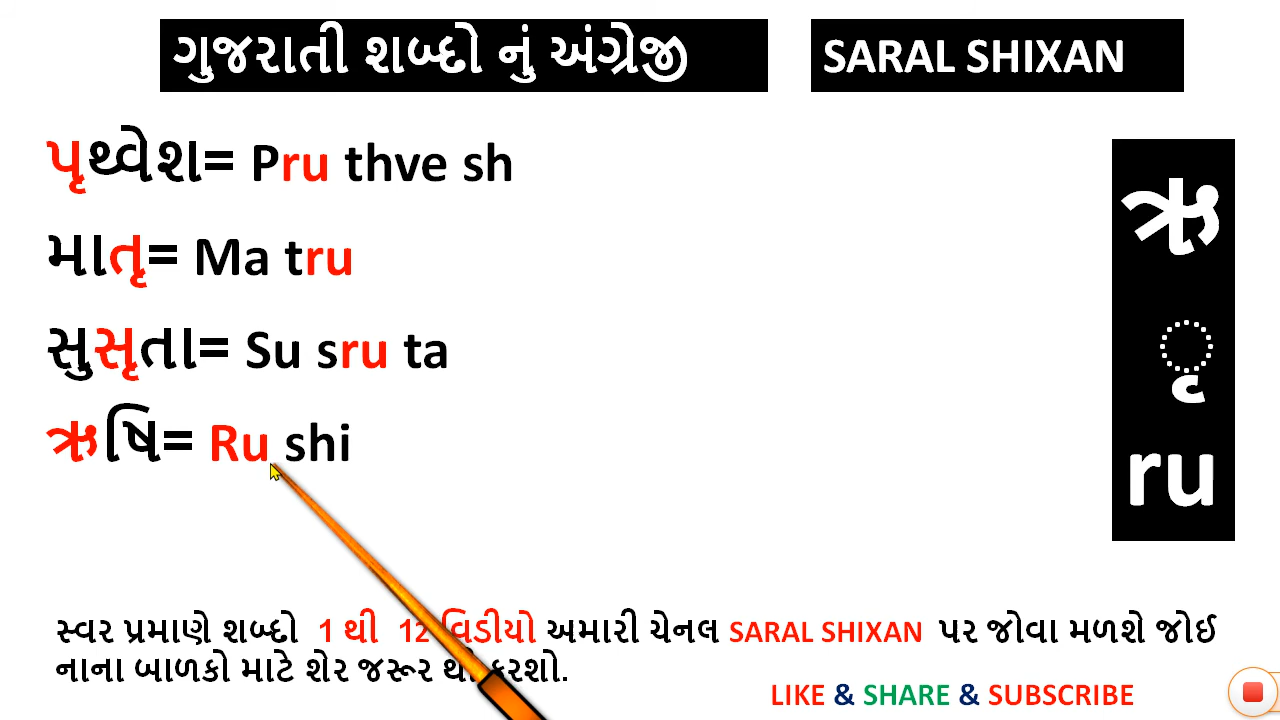 ગુજરાતી શબ્દો નું અંગ્રેજી
SARAL SHIXAN
પૃથ્વેશ= Pru thve sh
માતૃ= Ma tru
સુસૃતા= Su sru ta
ઋષિ= Ru shi
ઋ
ૃ
ru
સ્વર પ્રમાણે શબ્દો 1 થી 12 વિડીયો અમારી ચેનલ SARAL SHIXAN પર જોવા મળશે જોઈ
નાના બાળકો માટે શેર જરૂર થી કરશો.
LIKE & SHARE & SUBSCRIBE